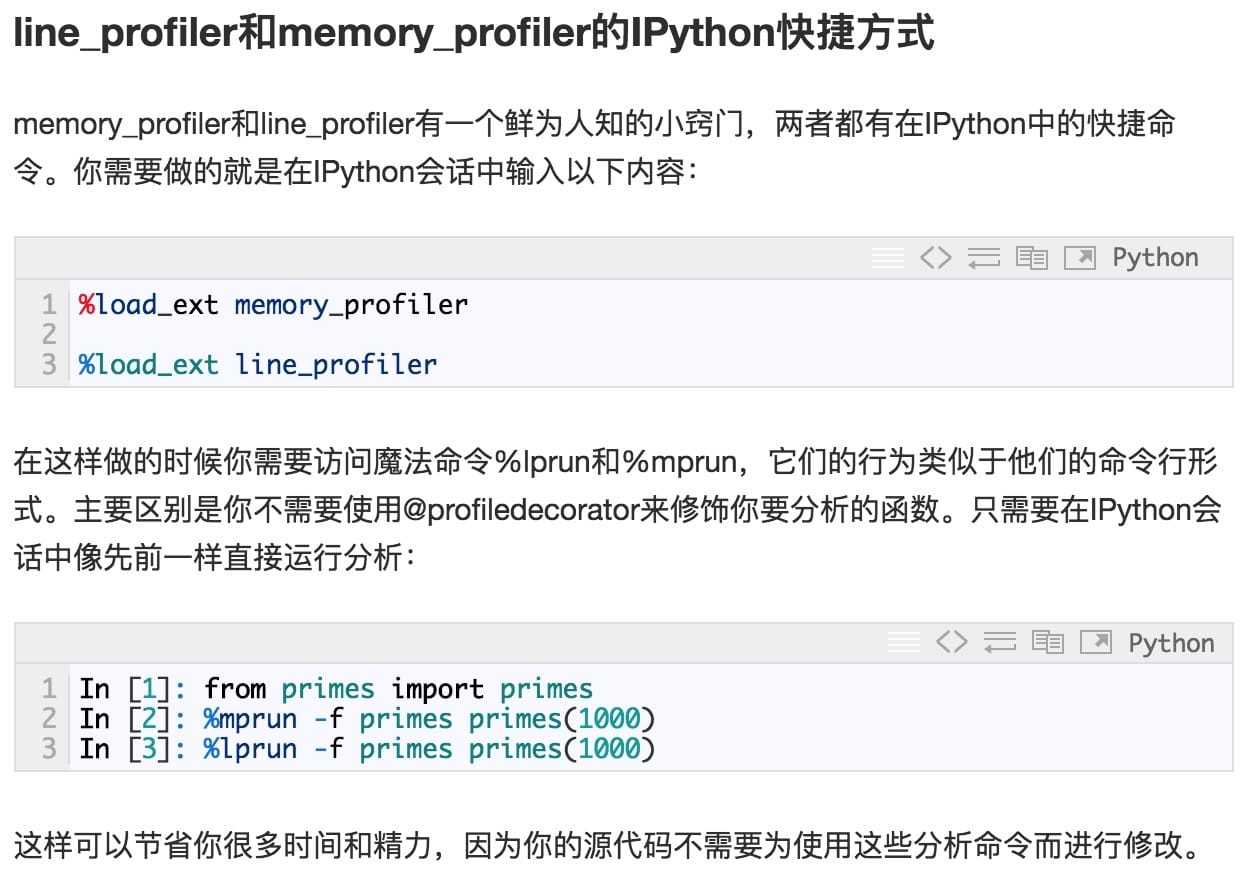 line_profiler和memory_profiler的IPython快捷方式
memory_profiler和line_profiler有一个鲜为人知的小窍门，两者都有在IPython中的快捷命
令。你需要做的就是在IPython会话中输入以下内容：
Python
1 %load_ext memory_profiler
2
3 %load_ext line_profiler
在这样做的时候你需要访问魔法命令%lprun和%mprun，它们的行为类似于他们的命令行形
式。主要区别是你不需要使用@profiledecorator来修饰你要分析的函数。只需要在IPython会
话中像先前一样直接运行分析：
Python
1 In [1]: from primes import primes
2 In [2]: %mprun -f primes primes(1000)
3 In [3]: %lprun -f primes primes(1000)
这样可以节省你很多时间和精力，因为你的源代码不需要为使用这些分析命令而进行修改。